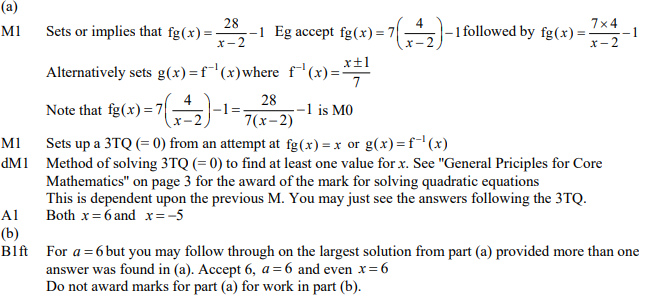 (a)
M1 Sets or implies that fg(x) = 28/(x−2) −1 Eg accept fg(x) = 7(4/(x−2)) −1 followed by fg(x) = (7×4)/(x−2) −1
Alternatively sets g(x) = f⁻¹(x) where f⁻¹(x) = (x±1)/7
Note that fg(x) = 7(4/(x−2)) −1 = 28/(7(x−2)) −1 is M0
M1 Sets up a 3TQ (= 0) from an attempt at fg(x) = x or g(x) = f⁻¹(x)
dM1 Method of solving 3TQ (= 0) to find at least one value for x. See "General Priciples for Core
Mathematics" on page 3 for the award of the mark for solving quadratic equations
This is dependent upon the previous M. You may just see the answers following the 3TQ.
A1 Both x = 6 and x = −5
(b)
B1ft For a = 6 but you may follow through on the largest solution from part (a) provided more than one
answer was found in (a). Accept 6, a = 6 and even x = 6
Do not award marks for part (a) for work in part (b).